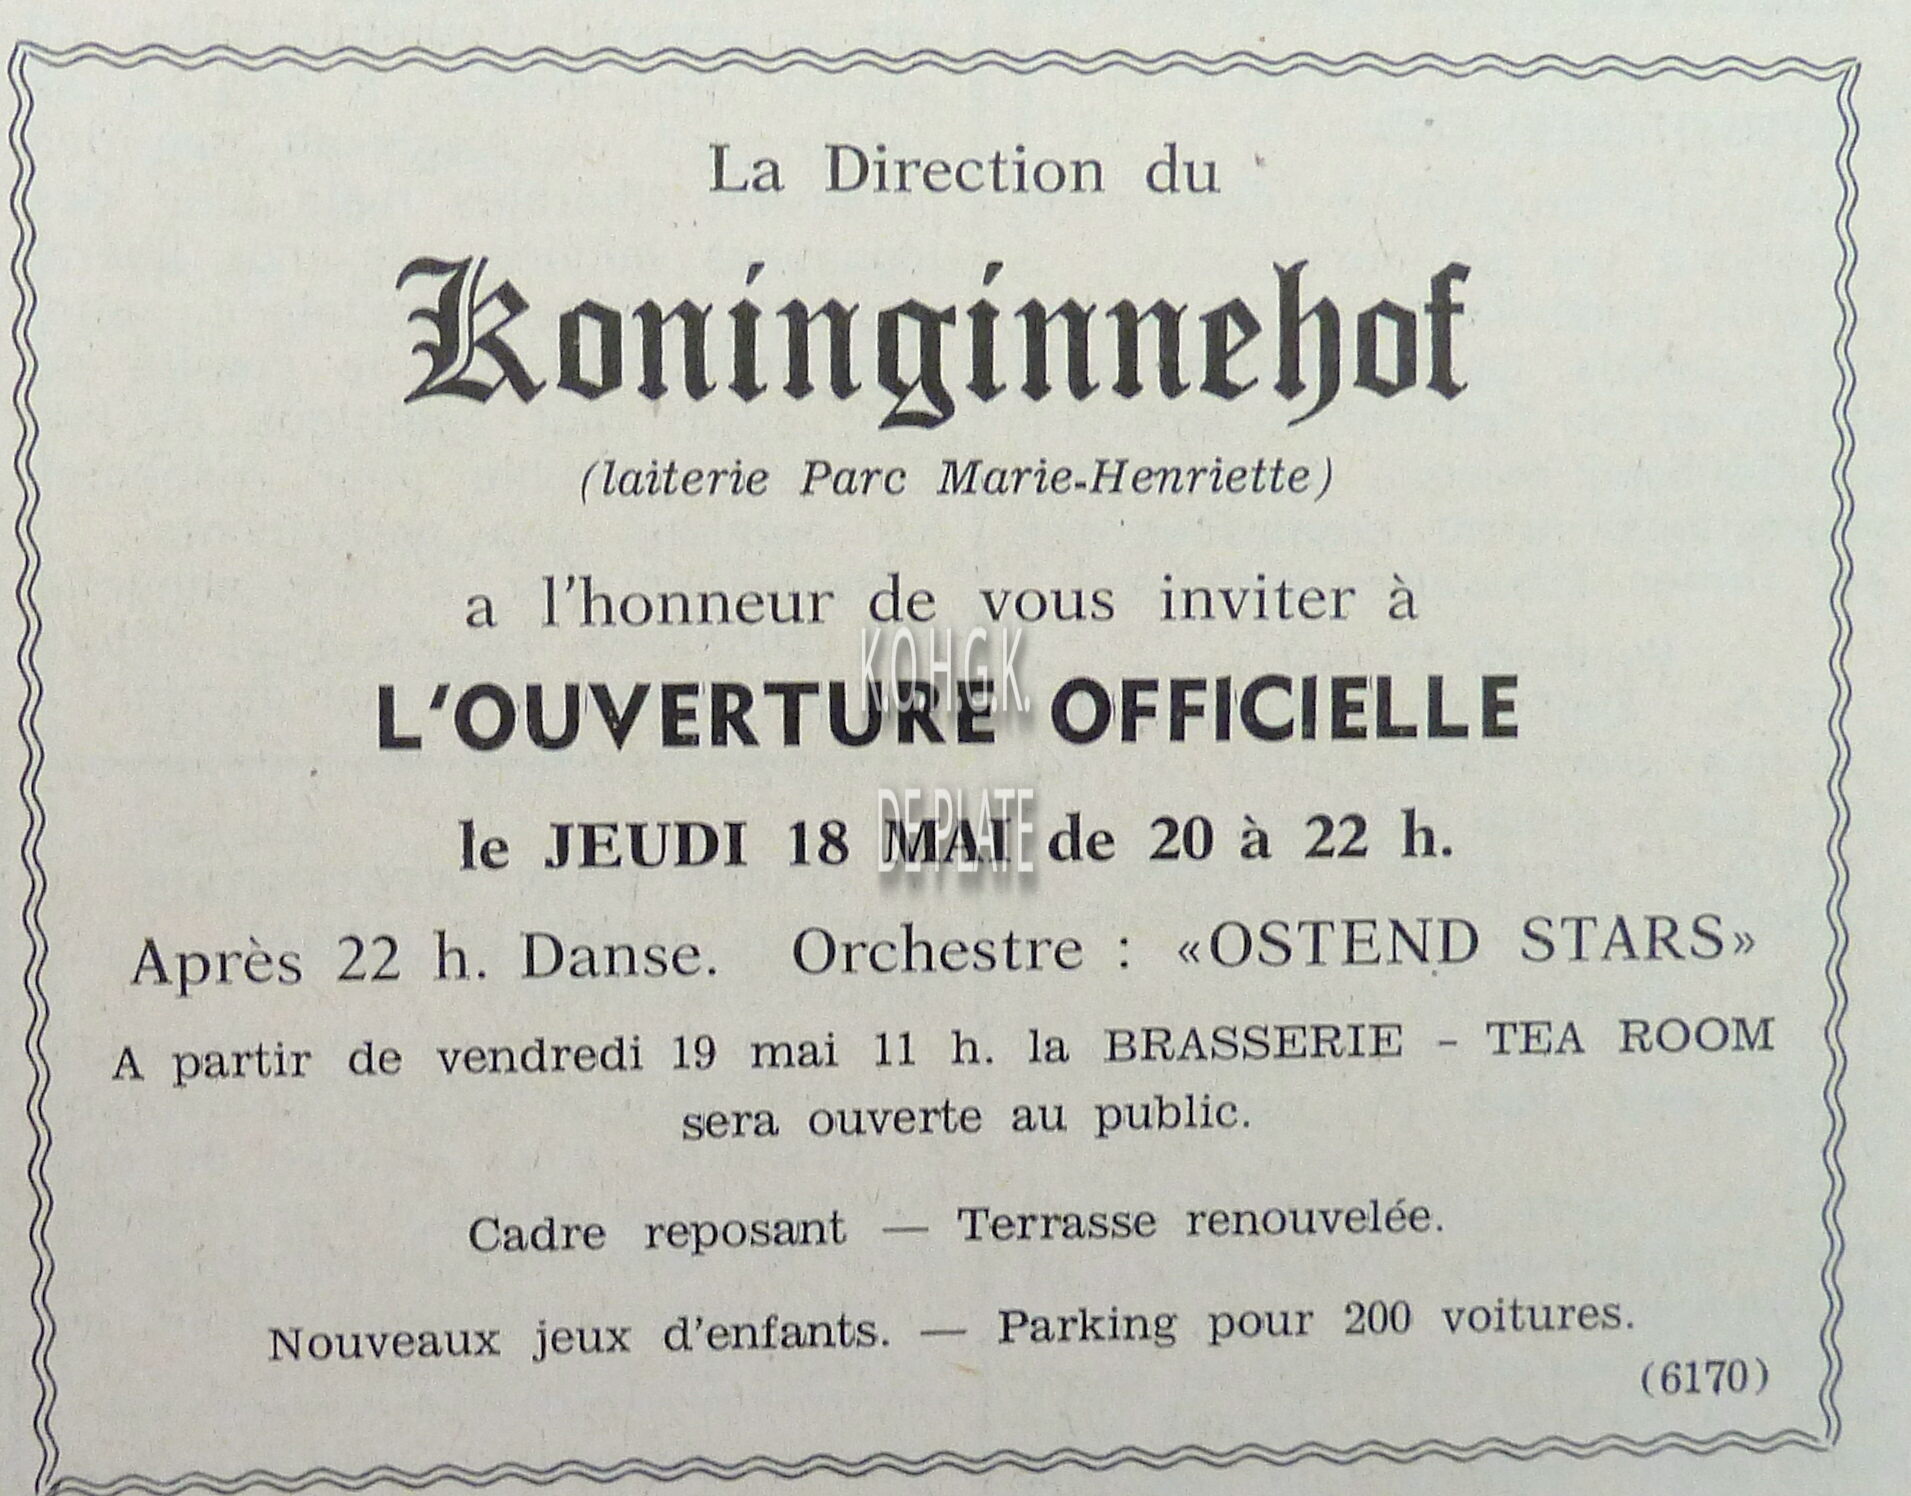 La Direction du
Koninginnehof
(laiterie Parc Marie-Henriette)
a l'honneur de vous inviter à
K.O.H.G.K.
L'OUVERTURE OFFICIELLE
DE PLATE
le JEUDI 18 MAI de 20 à 22 h.
Après 22 h. Danse. Orchestre : «OSTEND STARS»
A partir de vendredi 19 mai 11 h. la BRASSERIE - TEA ROOM
sera ouverte au public.
Cadre reposant — Terrasse renouvelée.
Nouveaux jeux d'enfants. — Parking pour 200 voitures.
(6170)